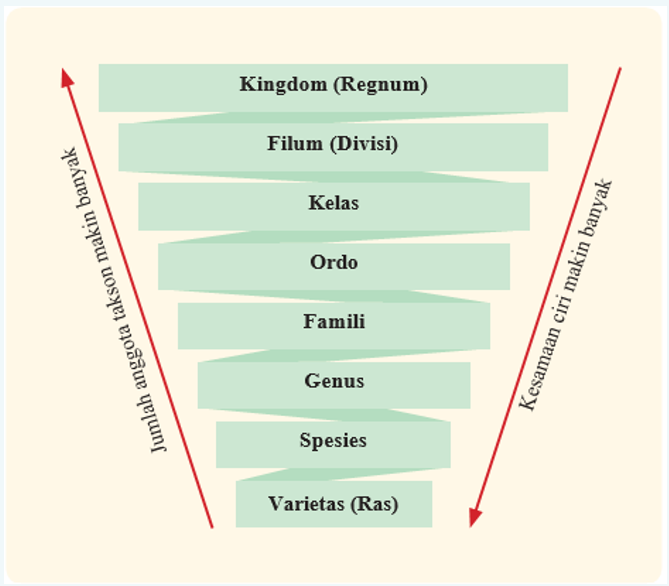 Kingdom (Regnum)
Filum (Divisi)
Kelas
Ordo
Famili
Genus
Spesies
Varietas (Ras)
Jumlah anggota takson makin banyak
Kesamaan ciri makin banyak